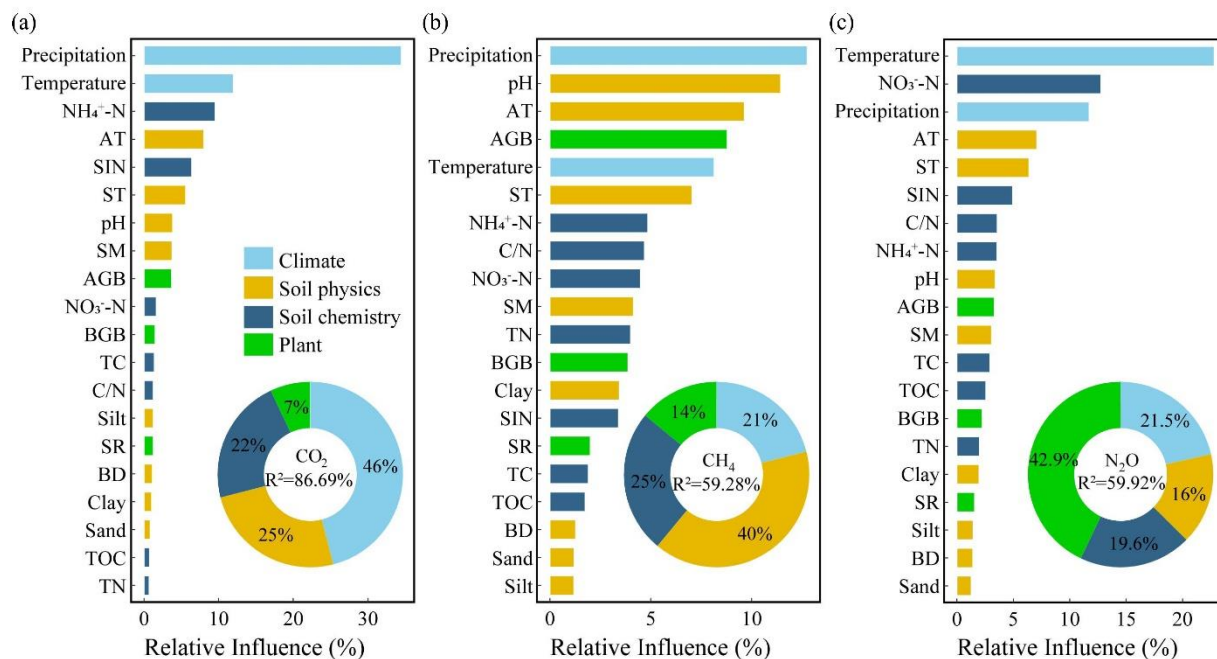 (a)
Precipitation
Temperature
NH₄⁺-N
AT
SIN
ST
pH
SM
AGB
NO₃⁻-N
BGB
TC
C/N
Silt
SR
BD
Clay
Sand
TOC
TN
Climate
Soil physics
Soil chemistry
Plant
7%
22%
46%
25%
CO₂
R²=86.69%
0 10 20 30
Relative Influence (%)
(b)
Precipitation
pH
AT
AGB
Temperature
ST
NH₄⁺-N
C/N
NO₃⁻-N
SM
TN
BGB
Clay
SIN
SR
TC
TOC
BD
Sand
Silt
14%
21%
25%
40%
CH₄
R²=59.28%
0 5 10
Relative Influence (%)
(c)
Temperature
NO₃⁻-N
Precipitation
AT
ST
SIN
C/N
NH₄⁺-N
pH
AGB
SM
TC
TOC
BGB
TN
Clay
SR
Silt
BD
Sand
42.9%
21.5%
16%
19.6%
N₂O
R²=59.92%
0 5 10 15 20
Relative Influence (%)